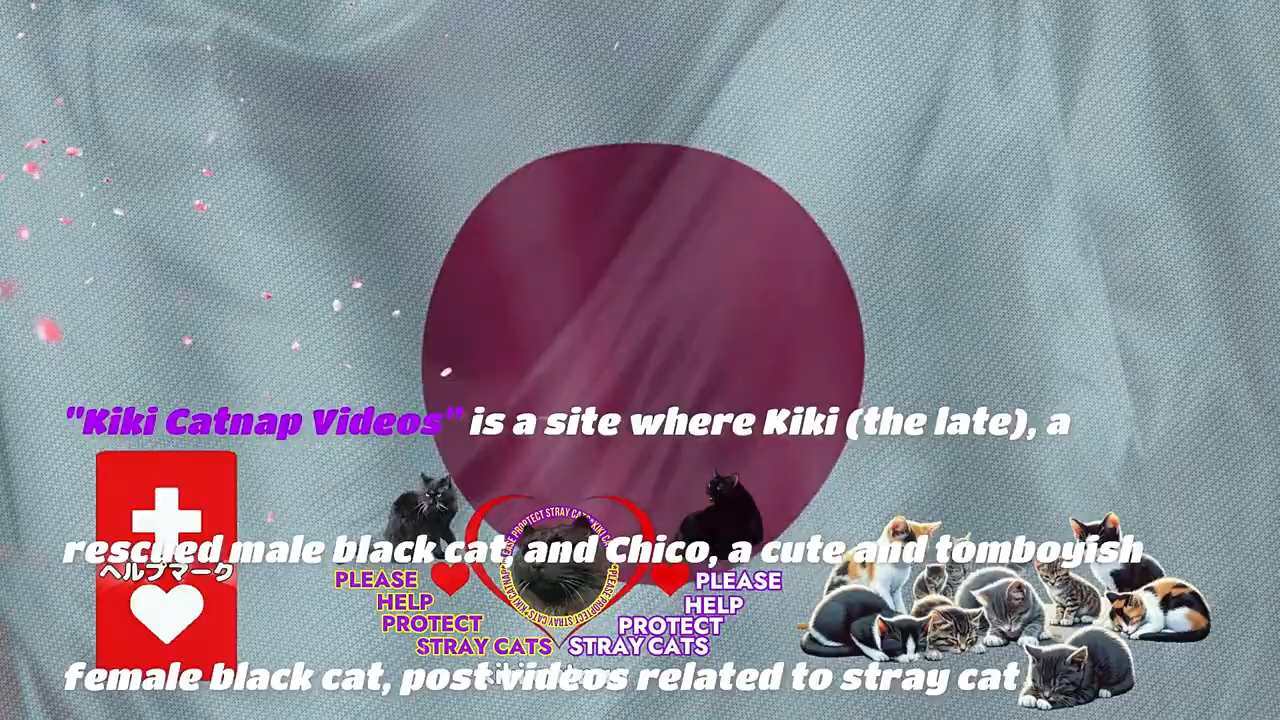 "Kiki Catnap Videos" is a site where Kiki (the late), a
rescued male black cat, and Chico, a cute and tomboyish
ヘルプマーク
PLEASE
HELP
PROTECT
STRAY CATS
PLEASE
HELP
PROTECT
STRAY CATS
female black cat, post videos related to stray cat